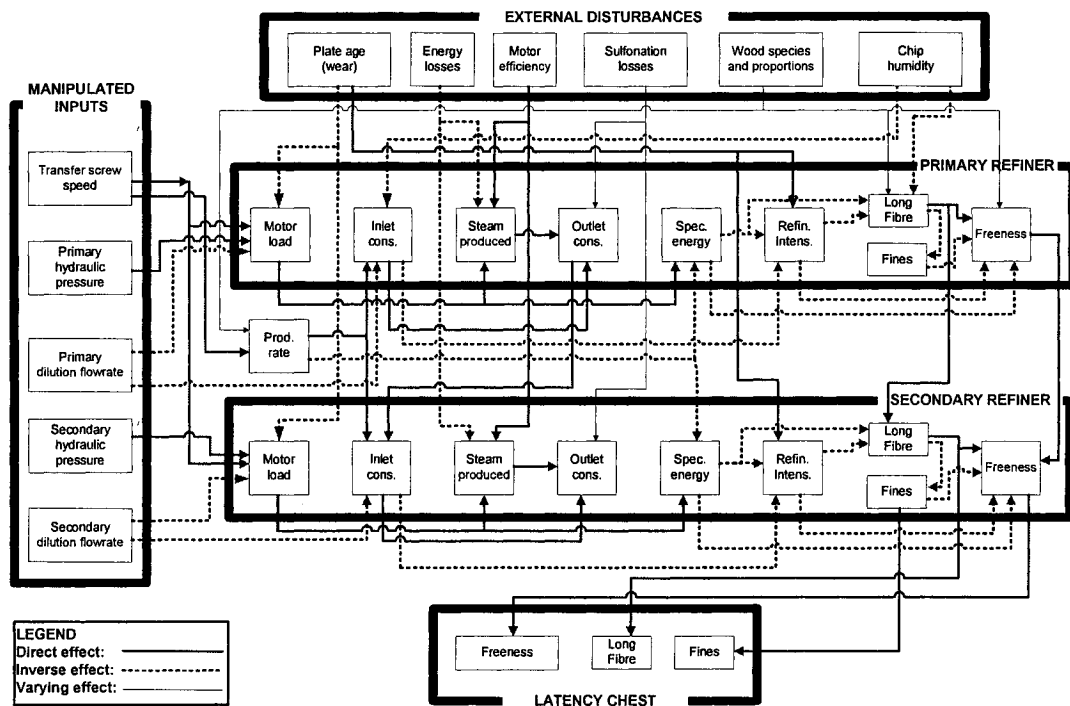 EXTERNAL DISTURBANCES
Plate age
(wear)
Energy
losses
Motor
efficiency
Sulfonation
losses
Wood species
and proportions
Chip
humidity
MANIPULATED
INPUTS
Transfer screw
speed
Primary
hydraulic
pressure
Primary
dilution flowrate
Secondary
hydraulic
pressure
Secondary
dilution flowrate
PRIMARY REFINER
Motor
load
Inlet
cons.
Steam
produced
Outlet
cons.
Spec.
energy
Refin.
Intens.
Long
Fibre
Fines
Freeness
Prod.
rate
SECONDARY REFINER
Motor
load
Inlet
cons.
Steam
produced
Outlet
cons.
Spec.
energy
Refin.
Intens.
Long
Fibre
Fines
Freeness
Freeness
Long
Fibre
Fines
LATENCY CHEST
LEGEND
Direct effect:
Inverse effect:
Varying effect: